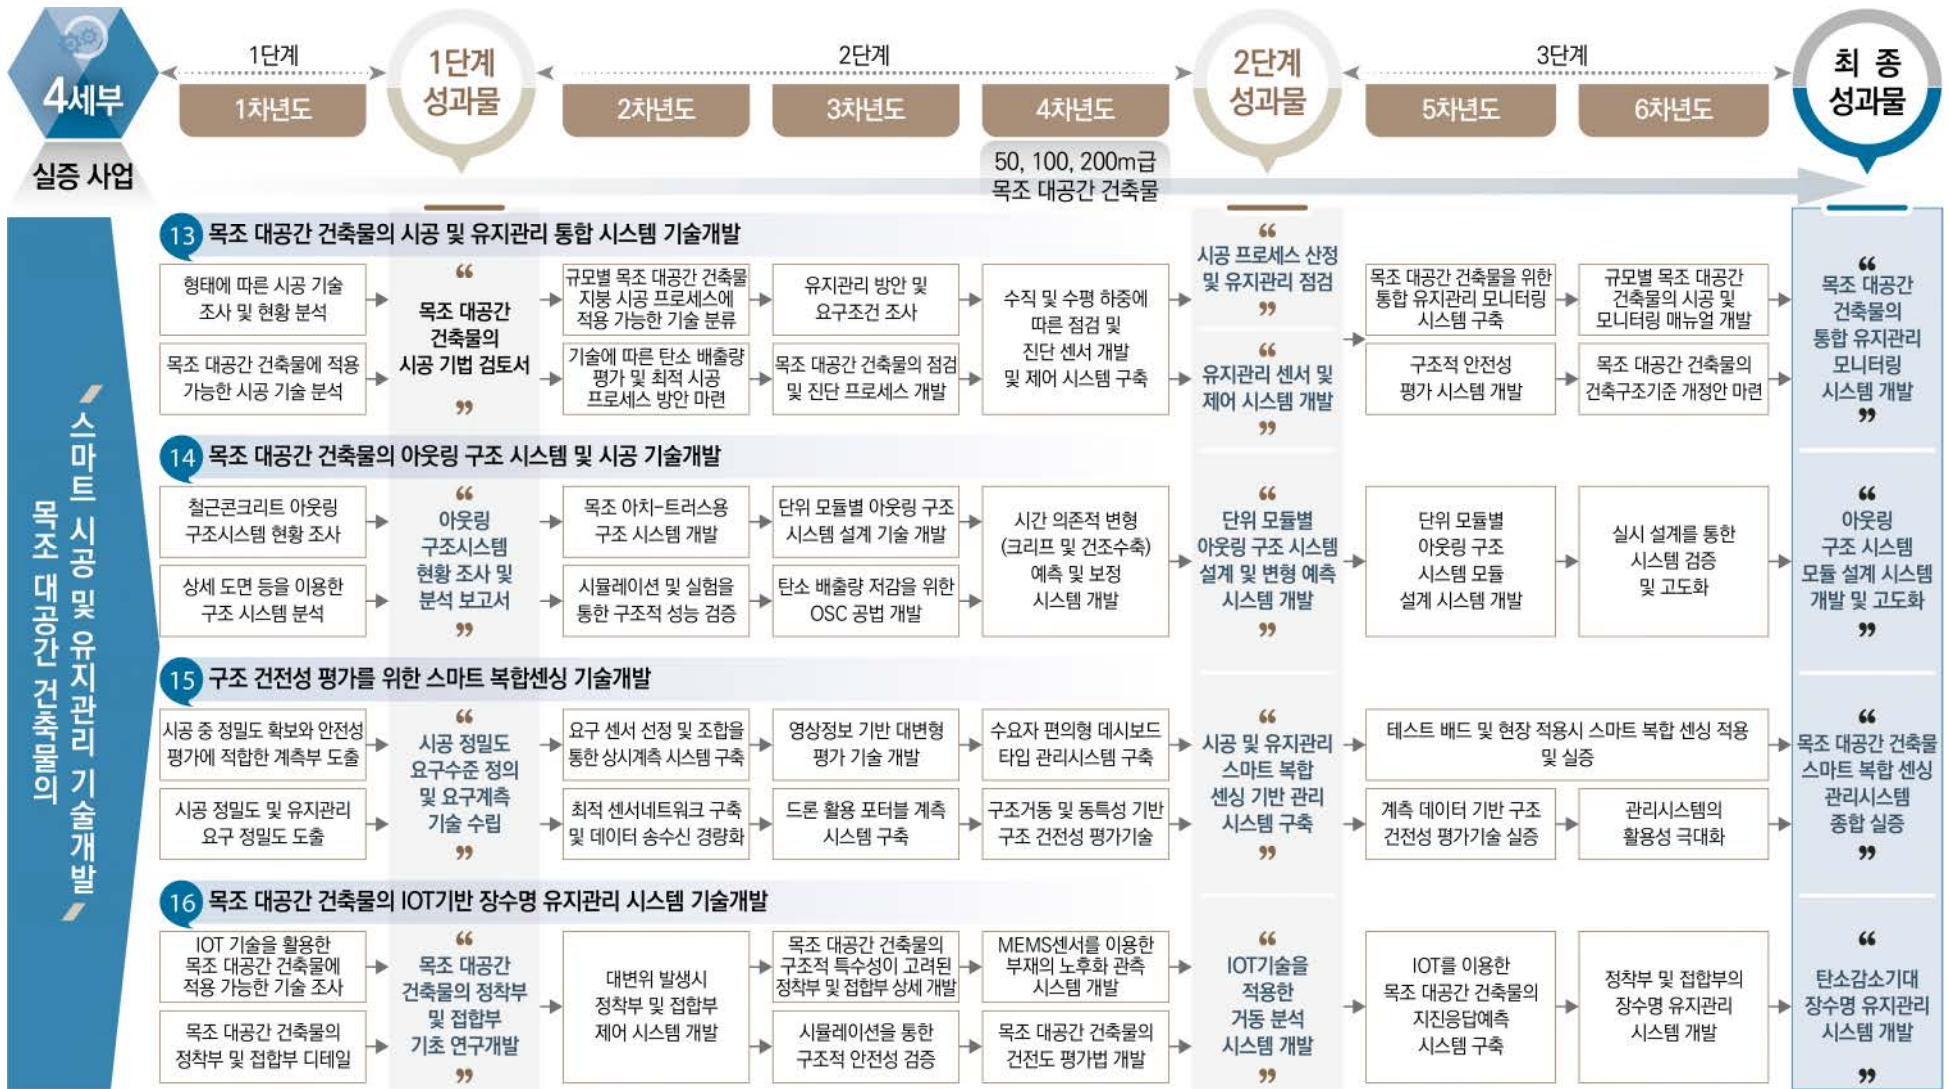 4세부
실증 사업
1단계
1차년도
1단계
성과물
2단계
2차년도
3차년도
4차년도
50, 100, 200m급
목조 대공간 건축물
2단계
성과물
3단계
5차년도
6차년도
최 종
성과물
스마트 시공 및 유지관리 기술개발
목조 대공간 건축물의
13 목조 대공간 건축물의 시공 및 유지관리 통합 시스템 기술개발
형태에 따른 시공 기술
조사 및 현황 분석
목조 대공간 건축물에 적용
가능한 시공 기술 분석
“
목조 대공간
건축물의
시공 기법 검토서
”
규모별 목조 대공간 건축물
지붕 시공 프로세스에
적용 가능한 기술 분류
기술에 따른 탄소 배출량
평가 및 최적 시공
프로세스 방안 마련
유지관리 방안 및
요구조건 조사
목조 대공간 건축물의 점검
및 진단 프로세스 개발
수직 및 수평 하중에
따른 점검 및
진단 센서 개발
및 제어 시스템 구축
“
시공 프로세스 산정
및 유지관리 점검
”
“
유지관리 센서 및
제어 시스템 개발
”
목조 대공간 건축물을 위한
통합 유지관리 모니터링
시스템 구축
구조적 안전성
평가 시스템 개발
규모별 목조 대공간
건축물의 시공 및
모니터링 매뉴얼 개발
목조 대공간 건축물의
건축구조기준 개정안 마련
“
목조 대공간
건축물의
통합 유지관리
모니터링
시스템 개발
”
14 목조 대공간 건축물의 아웃링 구조 시스템 및 시공 기술개발
철근콘크리트 아웃링
구조시스템 현황 조사
상세 도면 등을 이용한
구조 시스템 분석
“
아웃링
구조시스템
현황 조사 및
분석 보고서
”
목조 아치-트러스용
구조 시스템 개발
시뮬레이션 및 실험을
통한 구조적 성능 검증
단위 모듈별 아웃링 구조
시스템 설계 기술 개발
탄소 배출량 저감을 위한
OSC 공법 개발
시간 의존적 변형
(크리프 및 건조수축)
예측 및 보정
시스템 개발
“
단위 모듈별
아웃링 구조 시스템
설계 및 변형 예측
시스템 개발
”
단위 모듈별
아웃링 구조
시스템 모듈
설계 시스템 개발
실시 설계를 통한
시스템 검증
및 고도화
“
아웃링
구조 시스템
모듈 설계 시스템
개발 및 고도화
”
15 구조 건전성 평가를 위한 스마트 복합센싱 기술개발
시공 중 정밀도 확보와 안전성
평가에 적합한 계측부 도출
시공 정밀도 및 유지관리
요구 정밀도 도출
“
시공 정밀도
요구수준 정의
및 요구계측
기술 수립
”
요구 센서 선정 및 조합을
통한 상시계측 시스템 구축
최적 센서네트워크 구축
및 데이터 송수신 경량화
영상정보 기반 대변형
평가 기술 개발
드론 활용 포터블 계측
시스템 구축
수요자 편의형 데시보드
타입 관리시스템 구축
구조거동 및 동특성 기반
구조 건전성 평가기술
“
시공 및 유지관리
스마트 복합
센싱 기반 관리
시스템 구축
”
테스트 배드 및 현장 적용시 스마트 복합 센싱 적용
및 실증
계측 데이터 기반 구조
건전성 평가기술 실증
관리시스템의
활용성 극대화
“
목조 대공간 건축물
스마트 복합 센싱
관리시스템
종합 실증
”
16 목조 대공간 건축물의 IOT기반 장수명 유지관리 시스템 기술개발
IOT 기술을 활용한
목조 대공간 건축물에
적용 가능한 기술 조사
목조 대공간 건축물의
정착부 및 접합부 디테일
“
목조 대공간
건축물의 정착부
및 접합부
기초 연구개발
”
대변위 발생시
정착부 및 접합부
제어 시스템 개발
목조 대공간 건축물의
구조적 특수성이 고려된
정착부 및 접합부 상세 개발
시뮬레이션을 통한
구조적 안전성 검증
MEMS센서를 이용한
부재의 노후화 관측
시스템 개발
목조 대공간 건축물의
건전도 평가법 개발
“
IOT기술을
적용한
거동 분석
시스템 개발
”
IOT를 이용한
목조 대공간 건축물의
지진응답예측
시스템 구축
정착부 및 접합부의
장수명 유지관리
시스템 개발
“
탄소감소기대
장수명 유지관리
시스템 개발
”